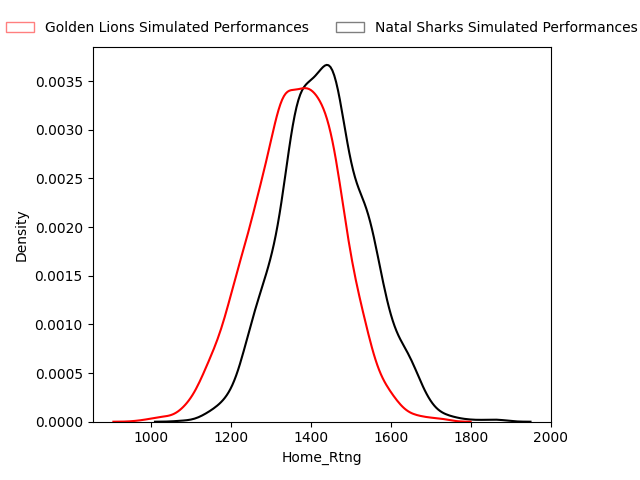 Golden Lions Simulated Performances Natal Sharks Simulated Performances
0.0035
0.0030
0.0025
0.0020
0.0015
0.0010
0.0005
0.0000
Density
1000 1200 1400 1600 1800 2000
Home_Rtng